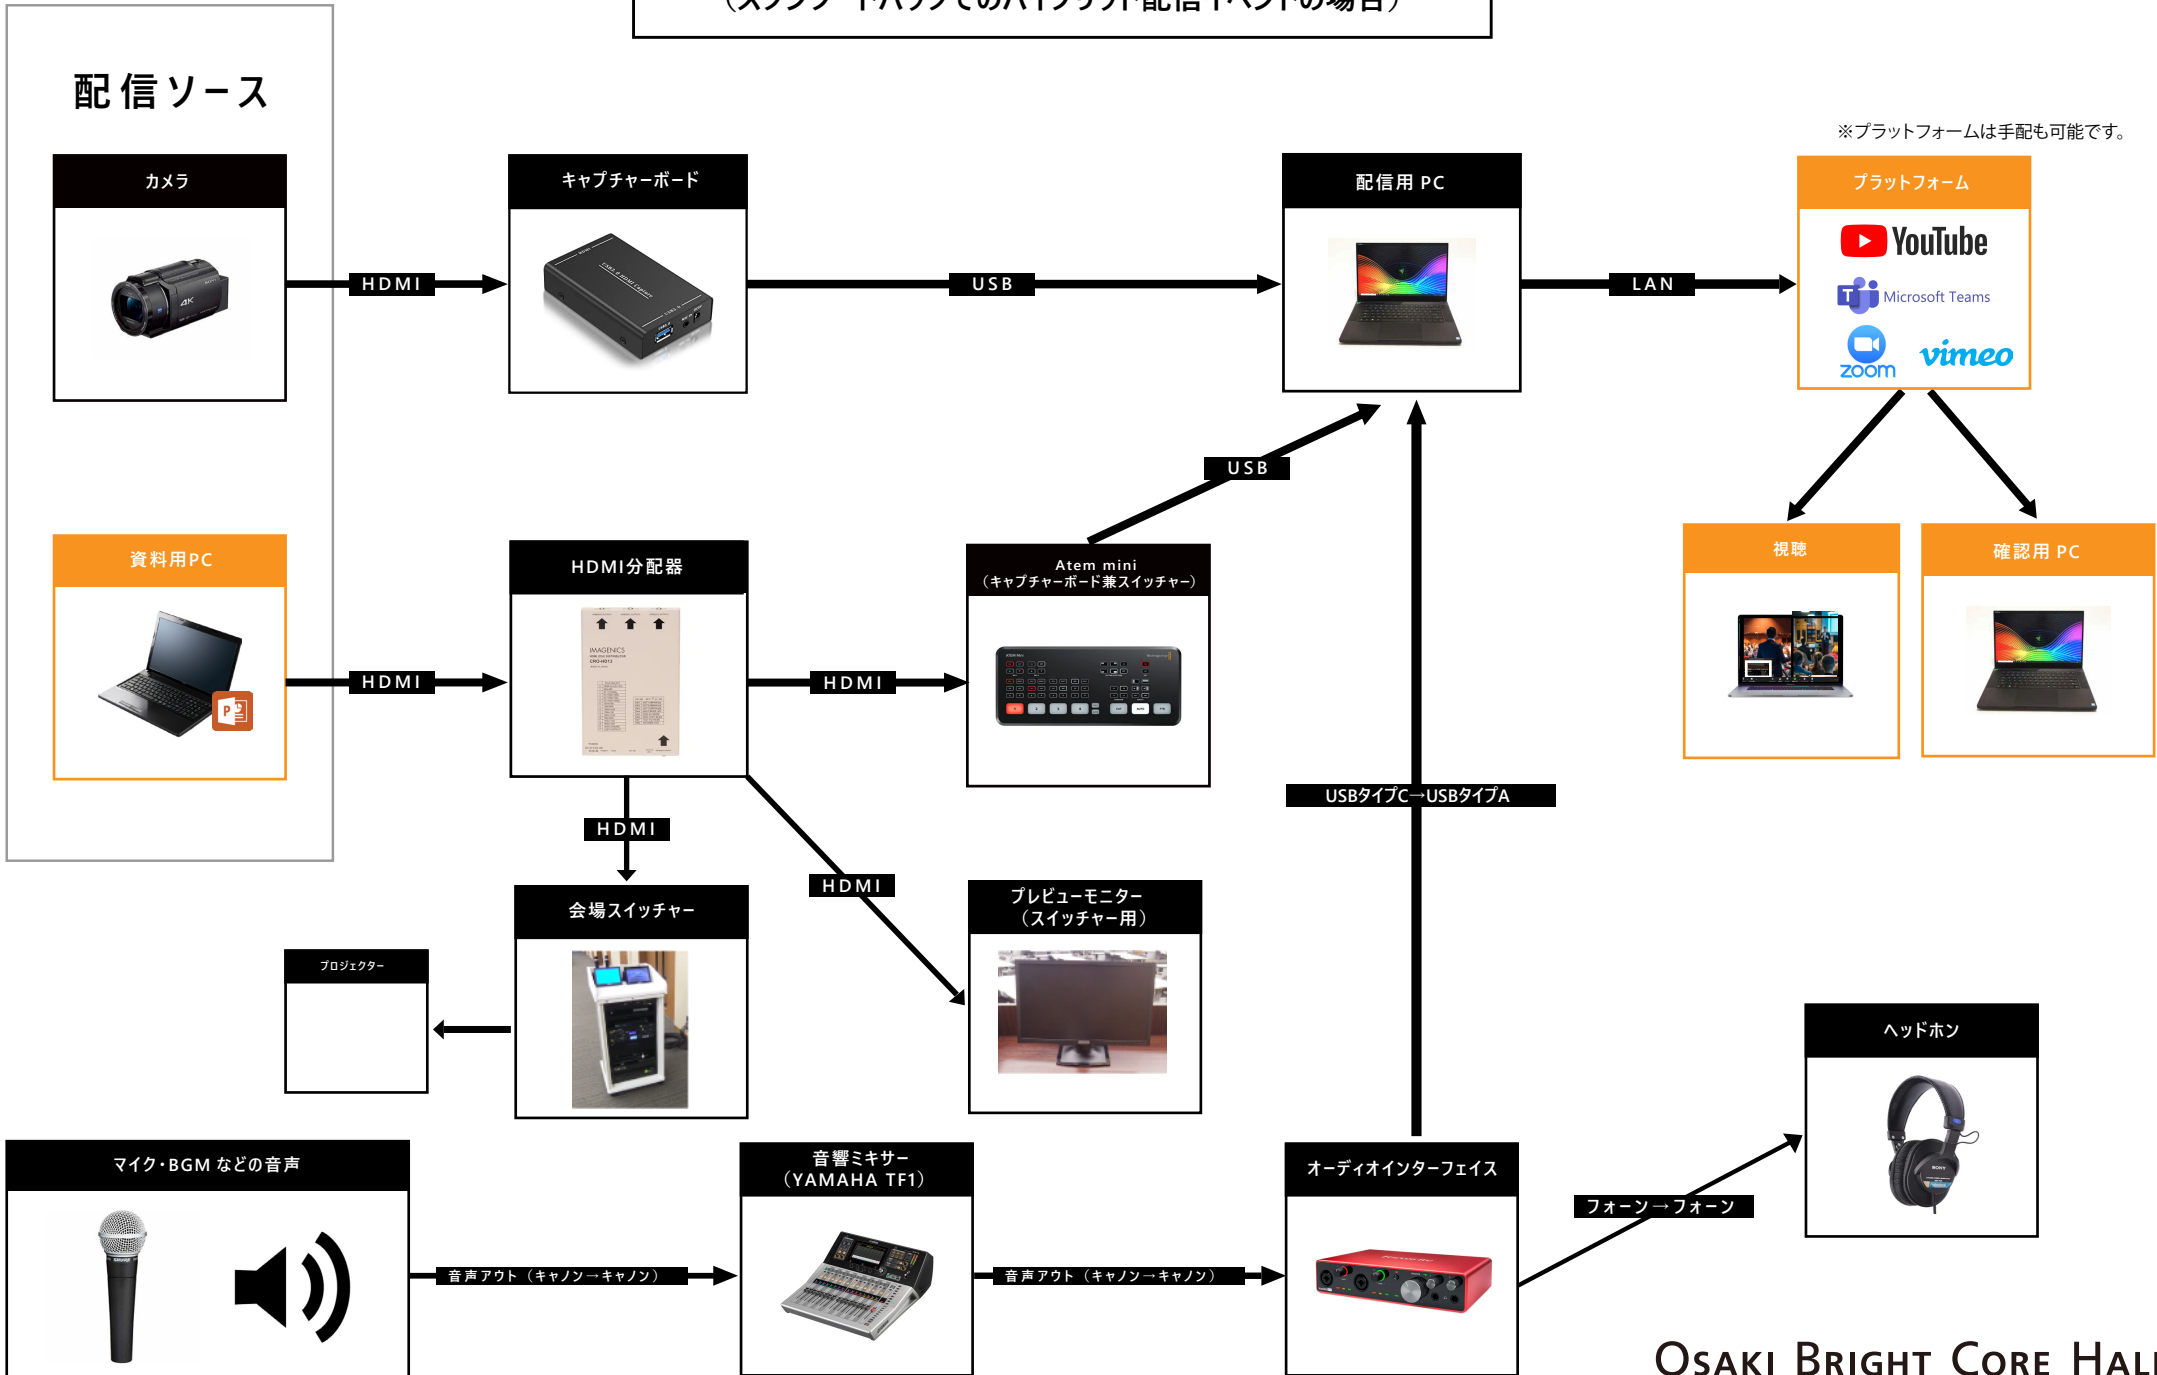 配信ソース
※プラットフォームは手配も可能です。
カメラ
キャプチャーボード
配信用 PC
プラットフォーム
HDMI
USB
LAN
YouTube
Microsoft Teams
zoom
vimeo
4K
USB
資料用PC
HDMI分配器
Atem mini
（キャプチャーボード兼スイッチャー）
視聴
確認用 PC
IMAGENICS
HDMI
HDMI
USBタイプC→USBタイプA
HDMI
HDMI
会場スイッチャー
プレビューモニター
（スイッチャー用）
プロジェクター
ヘッドホン
マイク・BGM などの音声
音響ミキサー
（YAMAHA TF1）
オーディオインターフェイス
フォーン→フォーン
音声アウト（キャノン→キャノン）
音声アウト（キャノン→キャノン）
OSAKI BRIGHT CORE HALL